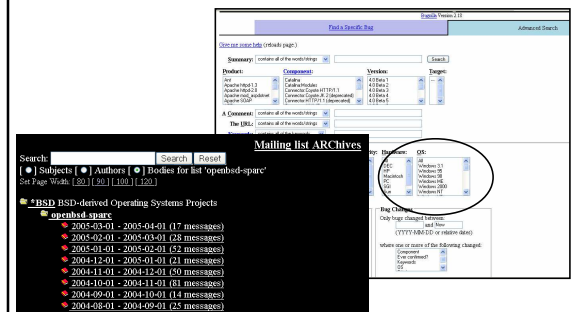 Bugzilla Version 2.18
Find a Specific Bug
Advanced Search
Give me some help (reloads page.)
Summary: contains all of the words/strings Search
Product: Component: Version: Target:
Ant Catalina 4.0 Beta 1 ---
Apache httpd-1.3 Catalina:Modules 4.0 Beta 2
Apache httpd-2.0 Connector:Coyote HTTP/1.1 4.0 Beta 3
Apache mod_aspdotnet Connector:Coyote JK 2 (deprecated) 4.0 Beta 4
Apache SOAP Connector:HTTP/1.1 (deprecated) 4.0 Beta 5
A Comment: contains all of the words/strings
The URL: contains all of the words/strings
Hardware: OS:
All All
DEC Windows 3.1
HP Windows 95
Macintosh Windows 98
PC Windows ME
SGI Windows 2000
Sun Windows NT
Bug Changes
Only bugs changed between:
and Now
(YYYY-MM-DD or relative dates)
where one or more of the following changed:
Component
Ever confirmed?
Keywords
OS
Mailing list ARChives
Search: Search Reset
[ ] Subjects [ ] Authors [ ] Bodies for list 'openbsd-sparc'
Set Page Width: [ 80 ] [ 90 ] [ 100 ] [ 120 ]
*BSD BSD-derived Operating Systems Projects
openbsd-sparc
2005-03-01 - 2005-04-01 (17 messages)
2005-02-01 - 2005-03-01 (28 messages)
2005-01-01 - 2005-02-01 (52 messages)
2004-12-01 - 2005-01-01 (21 messages)
2004-11-01 - 2004-12-01 (50 messages)
2004-10-01 - 2004-11-01 (81 messages)
2004-09-01 - 2004-10-01 (14 messages)
2004-08-01 - 2004-09-01 (25 messages)